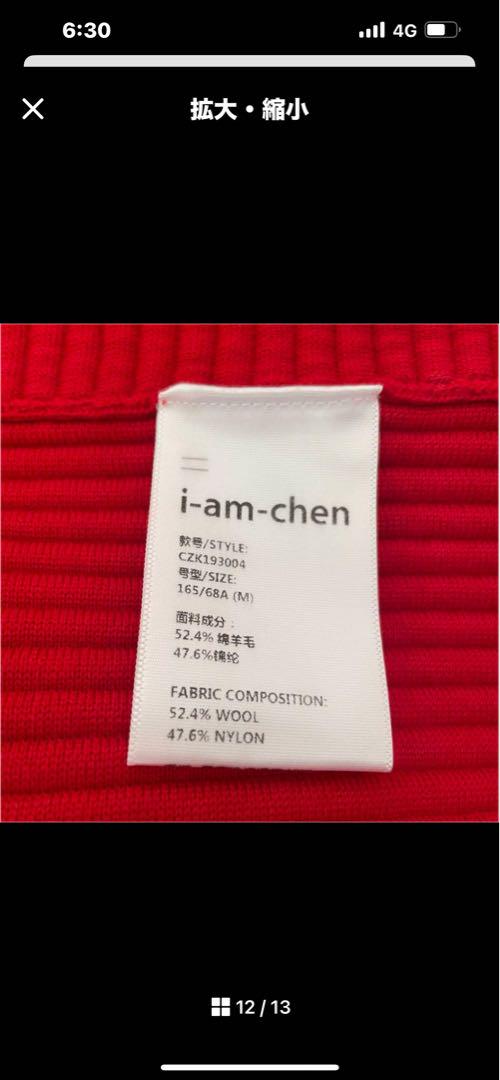 6:30
4G
拡大・縮小
i-am-chen
款号/STYLE:
CZK193004
号型/SIZE:
165/68A (M)
面料成分：
52.4% 绵羊毛
47.6%锦纶
FABRIC COMPOSITION:
52.4% WOOL
47.6% NYLON
12 / 13